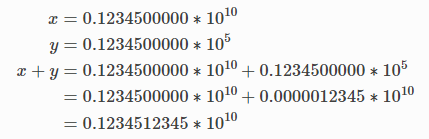 x = 0.1234500000 * 10^10
y = 0.1234500000 * 10^5
x + y = 0.1234500000 * 10^10 + 0.1234500000 * 10^5
= 0.1234500000 * 10^10 + 0.0000012345 * 10^10
= 0.1234512345 * 10^10